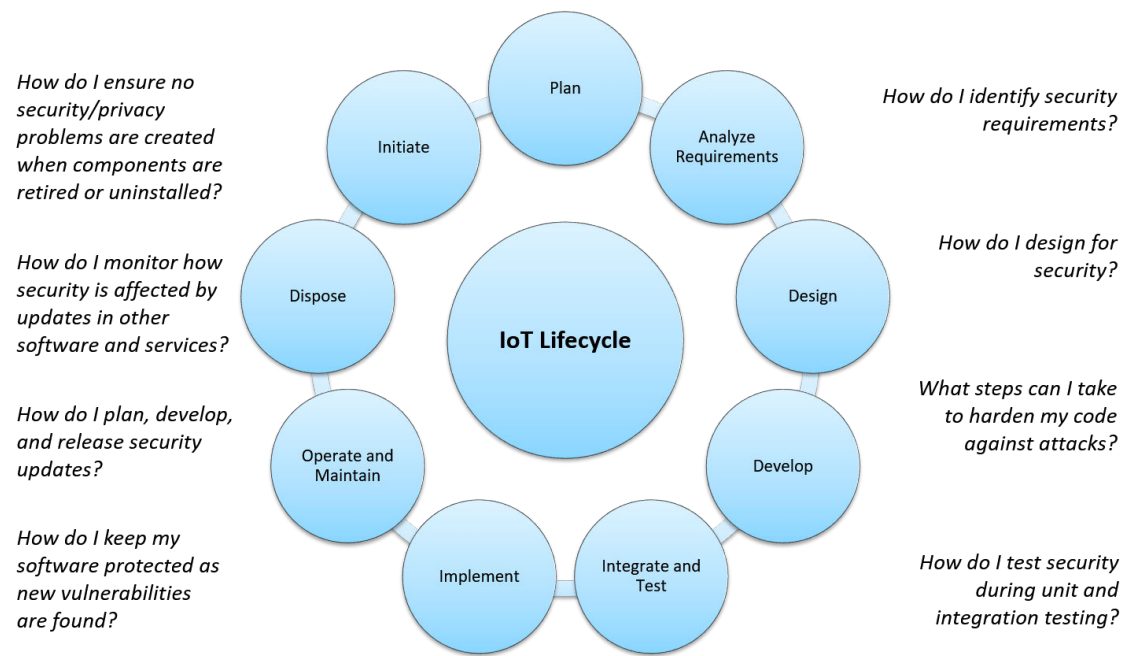 How do I ensure no
security/privacy
problems are created
when components are
retired or uninstalled?
How do I monitor how
security is affected by
updates in other
software and services?
How do I plan, develop,
and release security
updates?
How do I keep my
software protected as
new vulnerabilities
are found?
Plan
Analyze
Requirements
Design
Develop
Integrate and
Test
Implement
Operate and
Maintain
Dispose
Initiate
IoT Lifecycle
How do I identify security
requirements?
How do I design for
security?
What steps can I take
to harden my code
against attacks?
How do I test security
during unit and
integration testing?